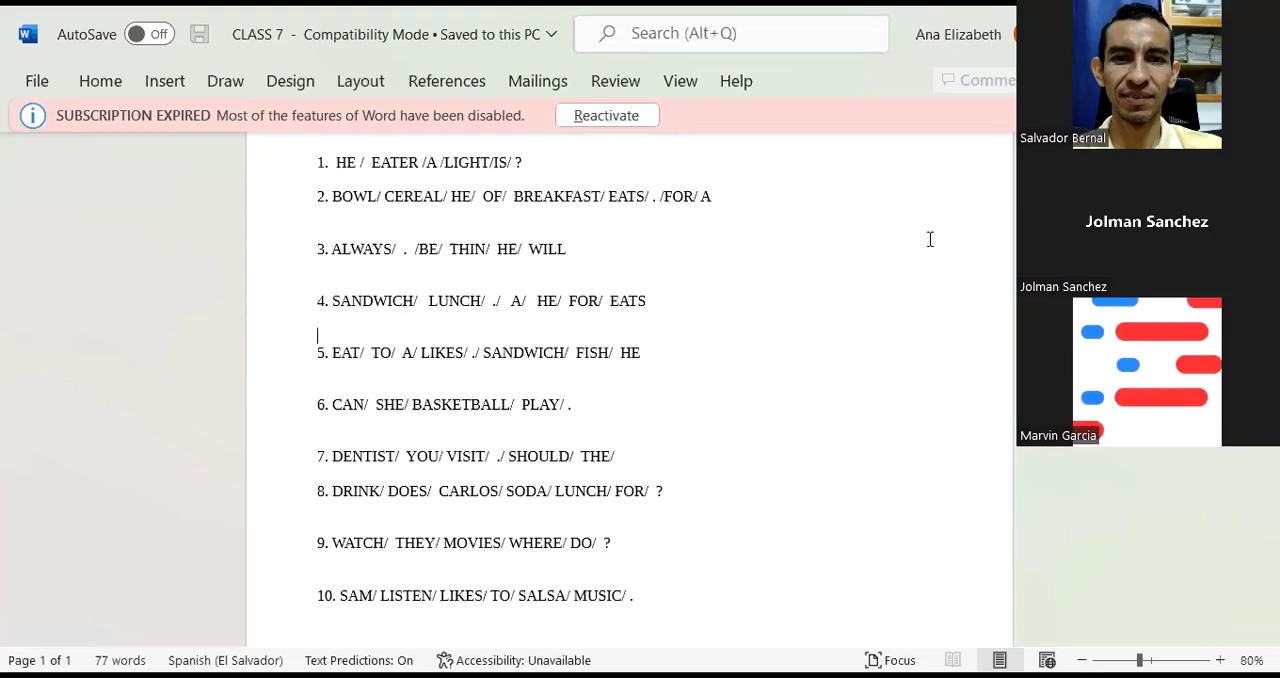 AutoSave Off CLASS 7 - Compatibility Mode • Saved to this PC Search (Alt+Q) Ana Elizabeth
File Home Insert Draw Design Layout References Mailings Review View Help Comme
SUBSCRIPTION EXPIRED Most of the features of Word have been disabled. Reactivate
1. HE / EATER /A /LIGHT/IS/ ?
2. BOWL/ CEREAL/ HE/ OF/ BREAKFAST/ EATS/ . /FOR/ A
3. ALWAYS/ . /BE/ THIN/ HE/ WILL
4. SANDWICH/ LUNCH/ ./ A/ HE/ FOR/ EATS
5. EAT/ TO/ A/ LIKES/ ./ SANDWICH/ FISH/ HE
6. CAN/ SHE/ BASKETBALL/ PLAY/ .
7. DENTIST/ YOU/ VISIT/ ./ SHOULD/ THE/
8. DRINK/ DOES/ CARLOS/ SODA/ LUNCH/ FOR/ ?
9. WATCH/ THEY/ MOVIES/ WHERE/ DO/ ?
10. SAM/ LISTEN/ LIKES/ TO/ SALSA/ MUSIC/ .
Page 1 of 1 77 words Spanish (El Salvador) Text Predictions: On Accessibility: Unavailable Focus 80%
Salvador Bernal
Jolman Sanchez
Jolman Sanchez
Marvin Garcia